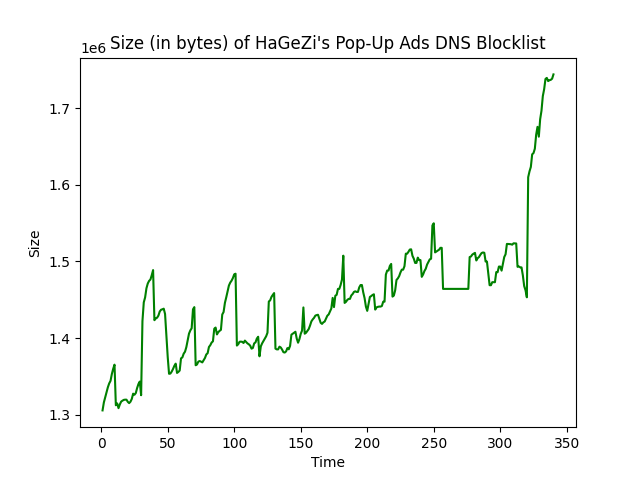 Size (in bytes) of HaGeZi's Pop-Up Ads DNS Blocklist
1e6
1.7
1.6
1.5
1.4
1.3
Size
0 50 100 150 200 250 300 350
Time